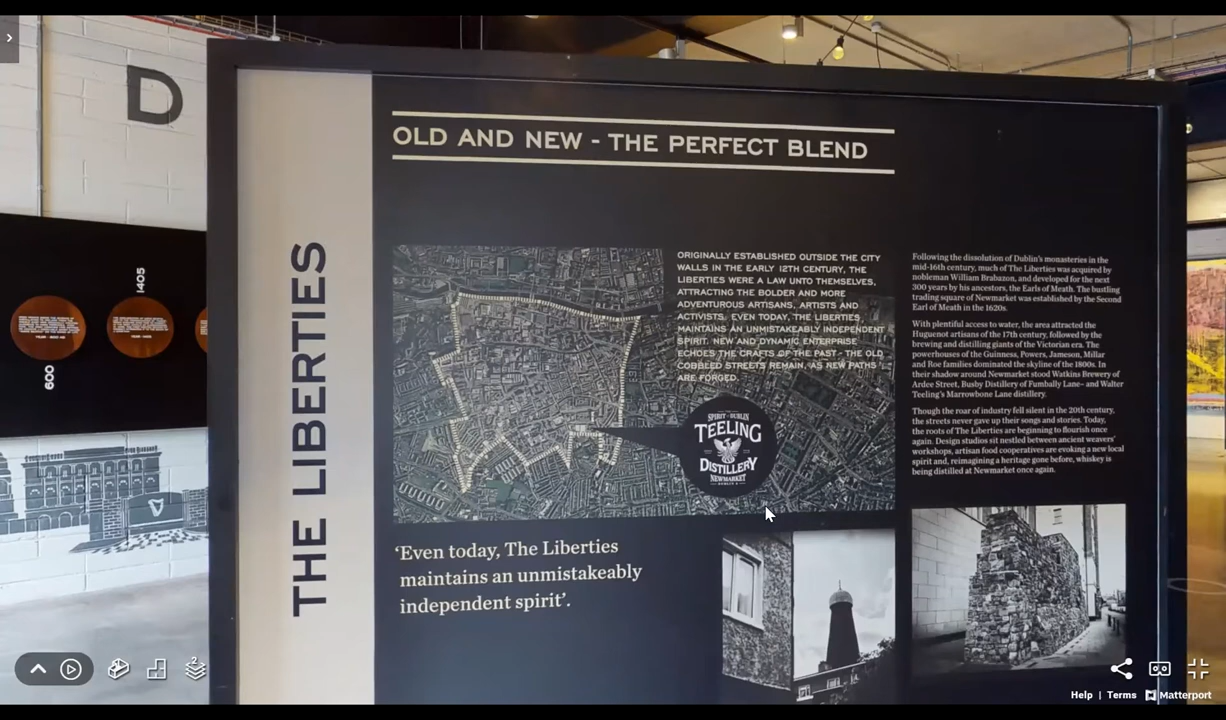 D
1405
600
THE LIBERTIES
OLD AND NEW - THE PERFECT BLEND
ORIGINALLY ESTABLISHED OUTSIDE THE CITY
WALLS IN THE EARLY 12TH CENTURY, THE
LIBERTIES WERE A LAW UNTO THEMSELVES,
ATTRACTING THE BOLDER AND MORE
ADVENTUROUS ARTISANS, ARTISTS AND
ACTIVISTS. EVEN TODAY, THE LIBERTIES,
MAINTAINS AN UNMISTAKEABLY INDEPENDENT
SPIRIT. NEW AND DYNAMIC ENTERPRISE
ECHOES THE CRAFTS OF THE PAST - THE OLD
COBBLED STREETS REMAIN, AS NEW PATHS
ARE FORGED.
SPIRIT OF DUBLIN
TEELING
DISTILLERY
NEWMARKET
'Even today, The Liberties
maintains an unmistakeably
independent spirit'.
Following the dissolution of Dublin's monasteries in the
mid-16th century, much of The Liberties was acquired by
nobleman William Brabazon, and developed for the next
300 years by his ancestors, the Earls of Meath. The bustling
trading square of Newmarket was established by the Second
Earl of Meath in the 1620s.
With plentiful access to water, the area attracted the
Huguenot artisans of the 17th century, followed by the
brewing and distilling giants of the Victorian era. The
powerhouses of the Guinness, Powers, Jameson, Millar
and Roe families dominated the skyline of the 1800s. In
their shadow around Newmarket stood Watkins Brewery of
Ardee Street, Busby Distillery of Fumbally Lane– and Walter
Teeling's Marrowbone Lane distillery.
Though the roar of industry fell silent in the 20th century,
the streets never gave up their songs and stories. Today,
the roots of The Liberties are beginning to flourish once
again. Design studios sit nestled between ancient weavers'
workshops, artisan food cooperatives are evoking a new local
spirit and, reimagining a heritage gone before, whiskey is
being distilled at Newmarket once again.
2
Help | Terms
Matterport